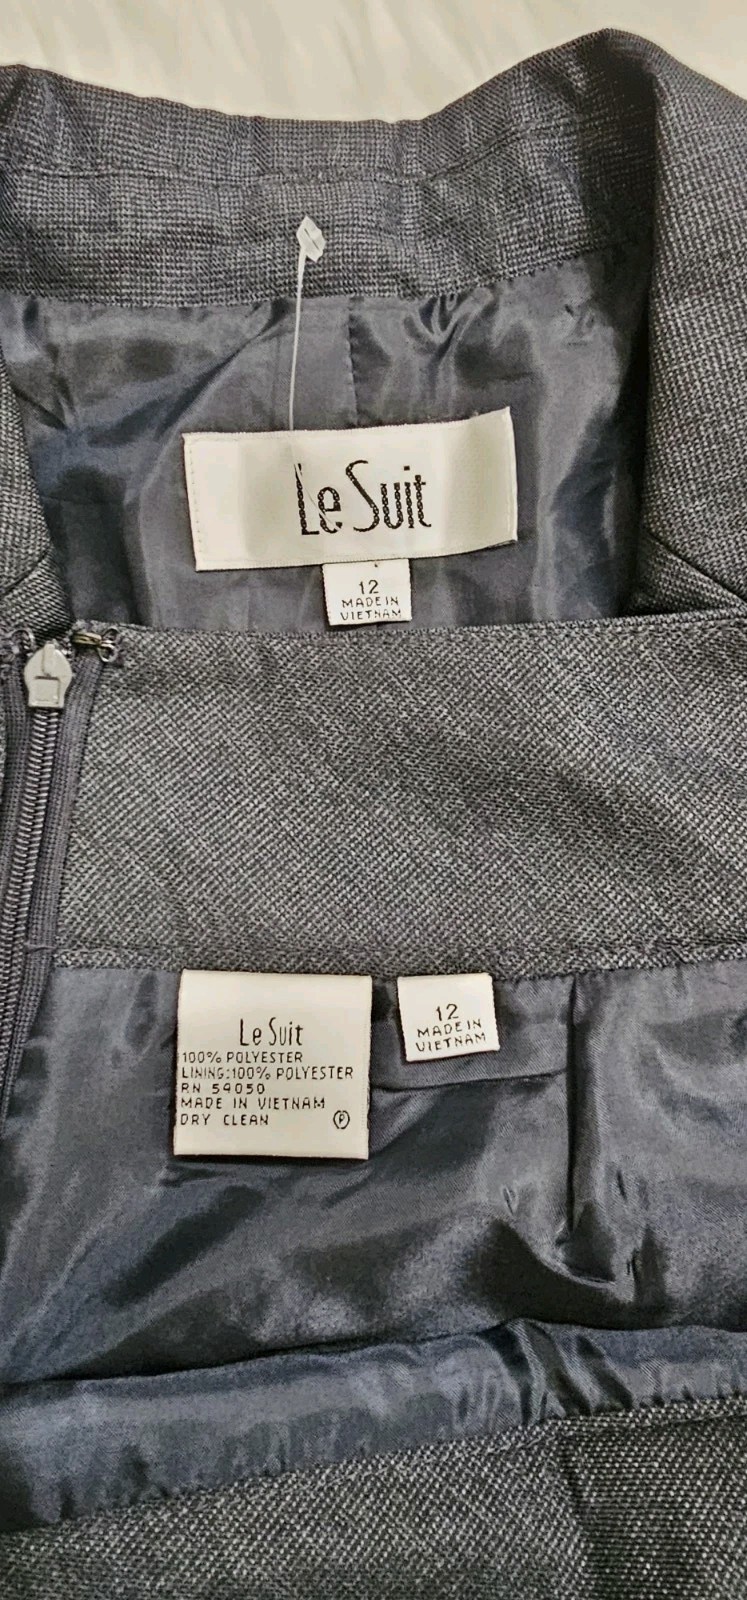 Le Suit
12
MADE IN
VIETNAM
Le Suit
100% POLYESTER
LINING:100% POLYESTER
RN 54050
MADE IN VIETNAM
DRY CLEAN Ⓟ
12
MADE IN
VIETNAM